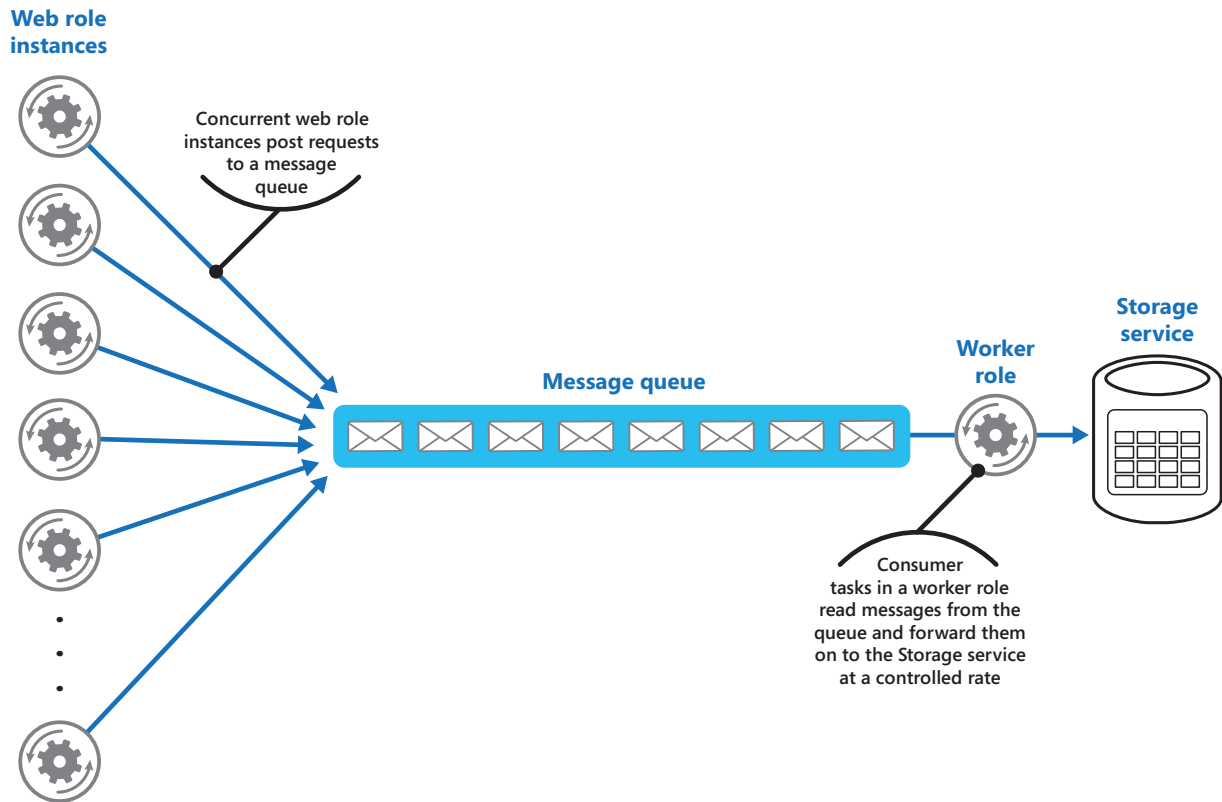 Web role
instances
Concurrent web role
instances post requests
to a message
queue
Message queue
Worker
role
Storage
service
Consumer
tasks in a worker role
read messages from the
queue and forward them
on to the Storage service
at a controlled rate